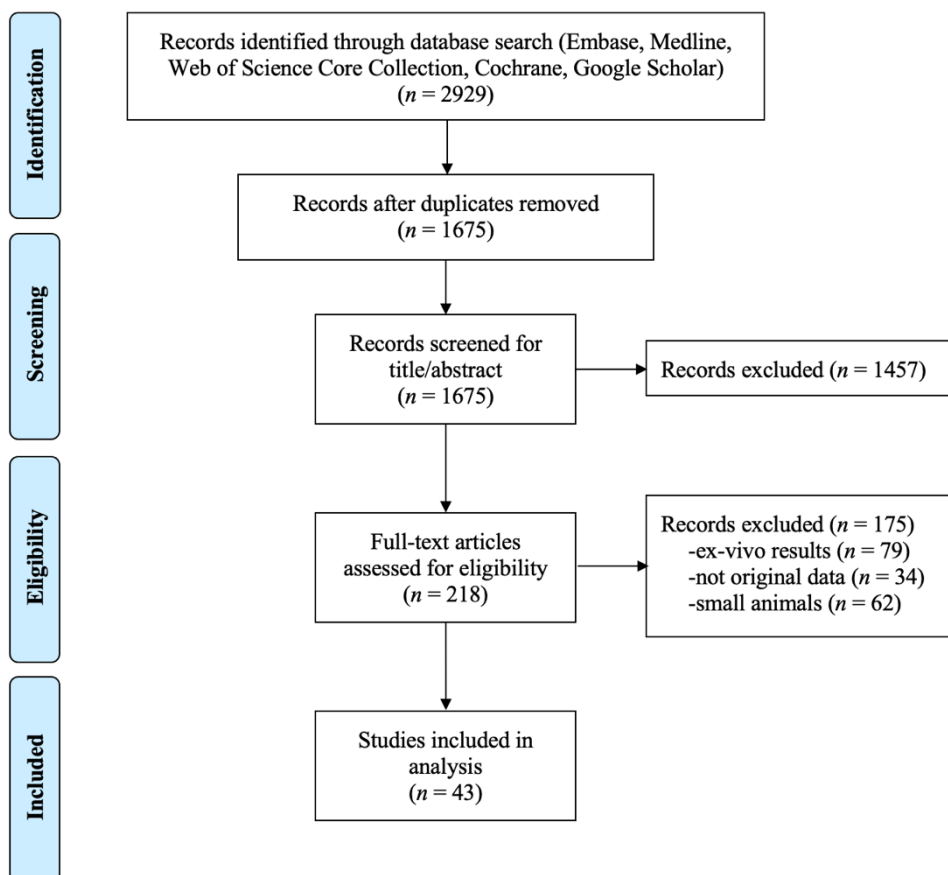 Identification
Records identified through database search (Embase, Medline,
Web of Science Core Collection, Cochrane, Google Scholar)
(n = 2929)
Records after duplicates removed
(n = 1675)
Screening
Records screened for
title/abstract
(n = 1675)
Records excluded (n = 1457)
Eligibility
Full-text articles
assessed for eligibility
(n = 218)
Records excluded (n = 175)
-ex-vivo results (n = 79)
-not original data (n = 34)
-small animals (n = 62)
Included
Studies included in
analysis
(n = 43)